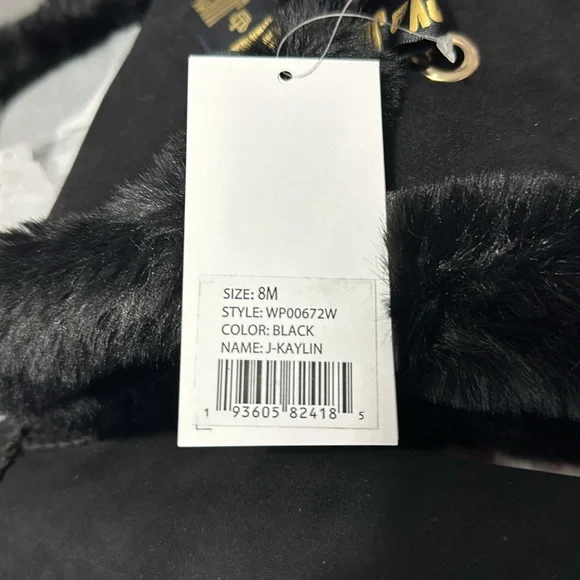 SIZE: 8M
STYLE: WP00672W
COLOR: BLACK
NAME: J-KAYLIN
1 93605 82418 5